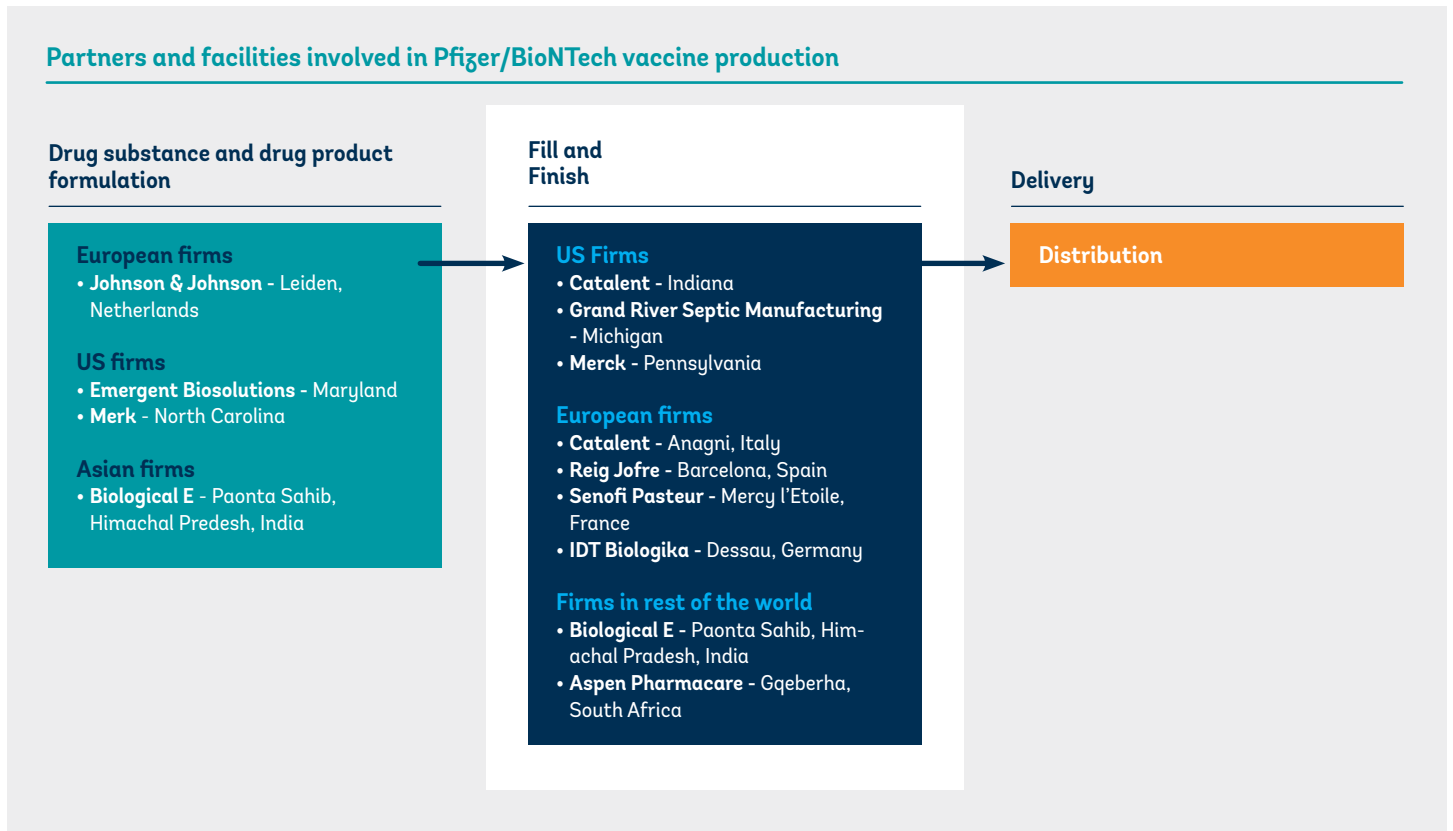 Partners and facilities involved in Pfizer/BioNTech vaccine production
Drug substance and drug product
formulation
European firms
• Johnson & Johnson - Leiden,
Netherlands
US firms
• Emergent Biosolutions - Maryland
• Merk - North Carolina
Asian firms
• Biological E - Paonta Sahib,
Himachal Predesh, India
Fill and
Finish
US Firms
• Catalent - Indiana
• Grand River Septic Manufacturing
- Michigan
• Merck - Pennsylvania
European firms
• Catalent - Anagni, Italy
• Reig Jofre - Barcelona, Spain
• Senofi Pasteur - Mercy l'Etoile,
France
• IDT Biologika - Dessau, Germany
Firms in rest of the world
• Biological E - Paonta Sahib, Him-
achal Pradesh, India
• Aspen Pharmacare - Gqeberha,
South Africa
Delivery
Distribution